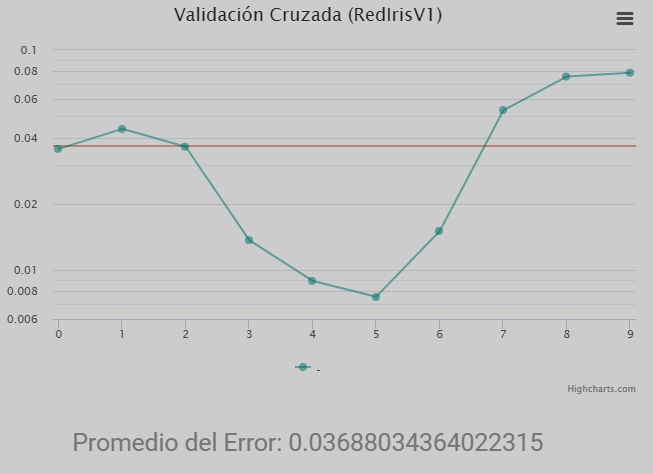 Validación Cruzada (RedIrisV1)
0.1
0.08
0.06
0.04
0.02
0.01
0.008
0.006
0 1 2 3 4 5 6 7 8 9
-
Highcharts.com
Promedio del Error: 0.03688034364022315